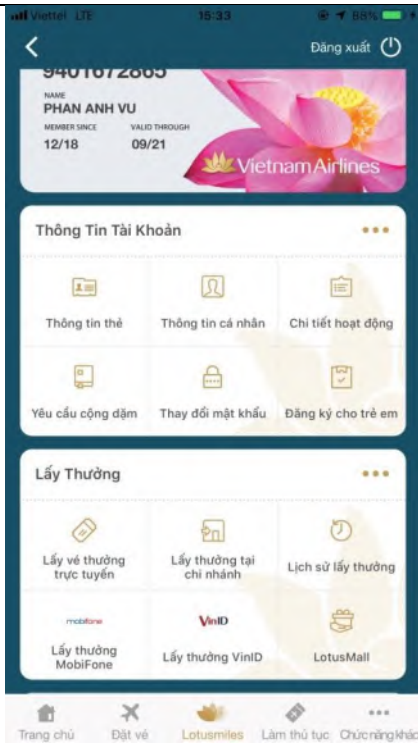 Viettel LTE 15:33 88%
Đăng xuất
9401672865
NAME
PHAN ANH VU
MEMBER SINCE VALID THROUGH
12/18 09/21
Vietnam Airlines
Thông Tin Tài Khoản
Thông tin thẻ Thông tin cá nhân Chi tiết hoạt động
Yêu cầu cộng dặm Thay đổi mật khẩu Đăng ký cho trẻ em
Lấy Thưởng
Lấy vé thưởng Lấy thưởng tại Lịch sử lấy thưởng
trực tuyến chi nhánh
mobifone VinID
Lấy thưởng Lấy thưởng VinID LotusMall
MobiFone
Trang chủ Đặt vé Lotusmiles Làm thủ tục Chức năng khác